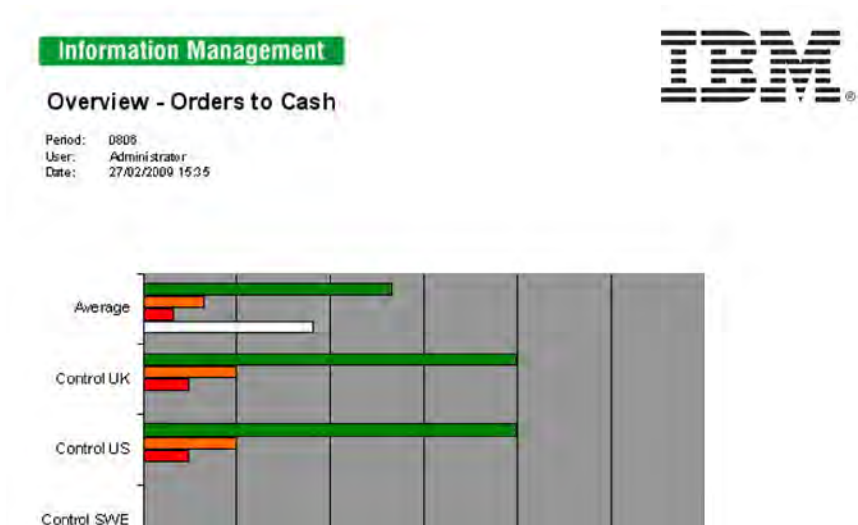 Information Management
IBM®
Overview - Orders to Cash
Period: 0806
User: Administrator
Date: 27/02/2009 15:35
Average
Control UK
Control US
Control SWE